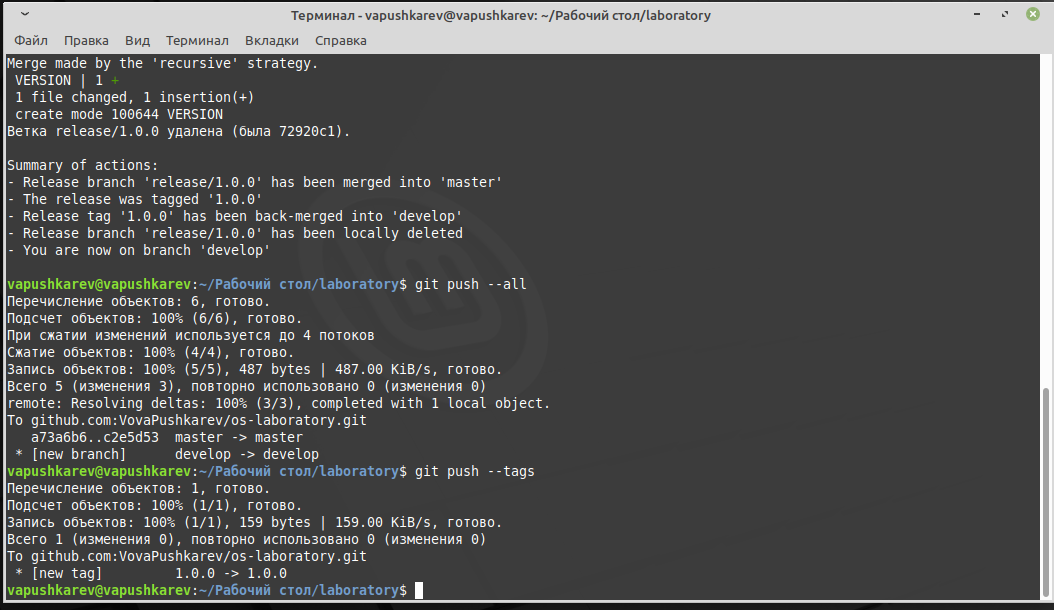 Терминал - vapushkarev@vapushkarev: ~/Рабочий стол/laboratory
Файл Правка Вид Терминал Вкладки Справка
Merge made by the 'recursive' strategy.
 VERSION | 1 +
 1 file changed, 1 insertion(+)
 create mode 100644 VERSION
Ветка release/1.0.0 удалена (была 72920c1).

Summary of actions:
- Release branch 'release/1.0.0' has been merged into 'master'
- The release was tagged '1.0.0'
- Release tag '1.0.0' has been back-merged into 'develop'
- Release branch 'release/1.0.0' has been locally deleted
- You are now on branch 'develop'

vapushkarev@vapushkarev:~/Рабочий стол/laboratory$ git push --all
Перечисление объектов: 6, готово.
Подсчет объектов: 100% (6/6), готово.
При сжатии изменений используется до 4 потоков
Сжатие объектов: 100% (4/4), готово.
Запись объектов: 100% (5/5), 487 bytes | 487.00 KiB/s, готово.
Всего 5 (изменения 3), повторно использовано 0 (изменения 0)
remote: Resolving deltas: 100% (3/3), completed with 1 local object.
To github.com:VovaPushkarev/os-laboratory.git
   a73a6b6..c2e5d53  master -> master
 * [new branch]      develop -> develop
vapushkarev@vapushkarev:~/Рабочий стол/laboratory$ git push --tags
Перечисление объектов: 1, готово.
Подсчет объектов: 100% (1/1), готово.
Запись объектов: 100% (1/1), 159 bytes | 159.00 KiB/s, готово.
Всего 1 (изменения 0), повторно использовано 0 (изменения 0)
To github.com:VovaPushkarev/os-laboratory.git
 * [new tag]         1.0.0 -> 1.0.0
vapushkarev@vapushkarev:~/Рабочий стол/laboratory$